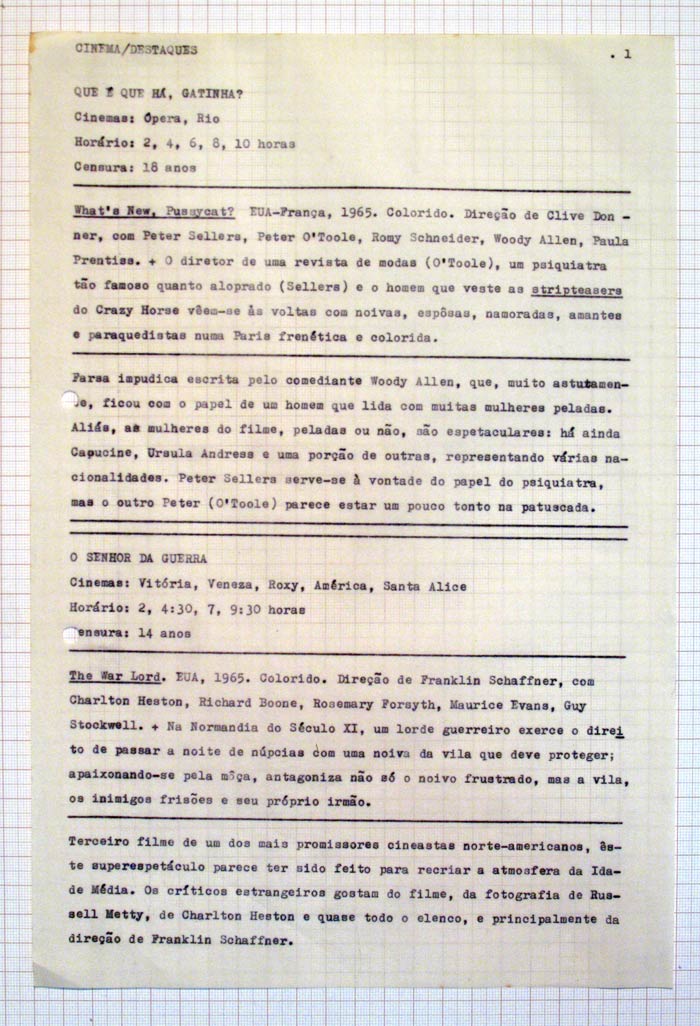 CINEMA/DESTAQUES . 1
QUE É QUE HÁ, GATINHA?
Cinemas: Ópera, Rio
Horário: 2, 4, 6, 8, 10 horas
Censura: 18 anos
What's New, Pussycat? EUA-França, 1965. Colorido. Direção de Clive Don -
ner, com Peter Sellers, Peter O'Toole, Romy Schneider, Woody Allen, Paula
Prentiss. + O diretor de uma revista de modas (O'Toole), um psiquiatra
tão famoso quanto aloprado (Sellers) e o homem que veste as stripteasers
do Crazy Horse vêem-se às voltas com noivas, espôsas, namoradas, amantes
e paraquedistas numa Paris frenética e colorida.
Farsa impudica escrita pelo comediante Woody Allen, que, muito astutamen-
te, ficou com o papel de um homem que lida com muitas mulheres peladas.
Aliás, as mulheres do filme, peladas ou não, são espetaculares: há ainda
Capucine, Ursula Andress e uma porção de outras, representando várias na-
cionalidades. Peter Sellers serve-se à vontade do papel do psiquiatra,
mas o outro Peter (O'Toole) parece estar um pouco tonto na patuscada.
O SENHOR DA GUERRA
Cinemas: Vitória, Veneza, Roxy, América, Santa Alice
Horário: 2, 4:30, 7, 9:30 horas
Censura: 14 anos
The War Lord. EUA, 1965. Colorido. Direção de Franklin Schaffner, com
Charlton Heston, Richard Boone, Rosemary Forsyth, Maurice Evans, Guy
Stockwell. + Na Normandia do Século XI, um lorde guerreiro exerce o direi
to de passar a noite de núpcias com uma noiva da vila que deve proteger;
apaixonando-se pela môça, antagoniza não só o noivo frustrado, mas a vila,
os inimigos frisões e seu próprio irmão.
Terceiro filme de um dos mais promissores cineastas norte-americanos, ês-
te superespetáculo parece ter sido feito para recriar a atmosfera da Ida-
de Média. Os críticos estrangeiros gostam do filme, da fotografia de Rus-
sell Metty, de Charlton Heston e quase todo o elenco, e principalmente da
direção de Franklin Schaffner.